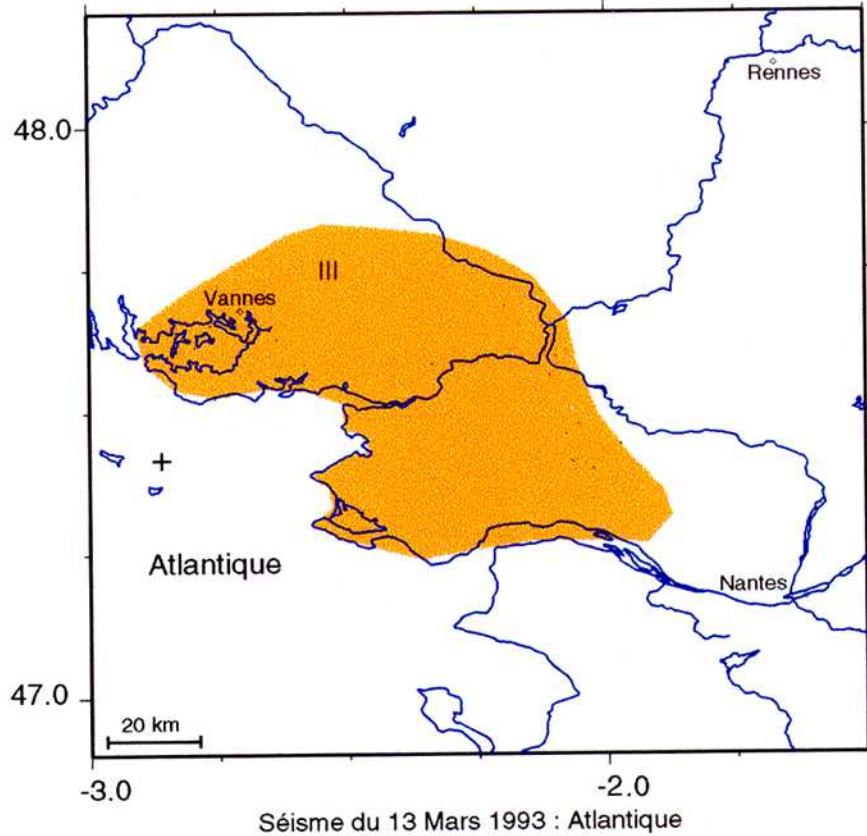 Rennes
48.0
III
Vannes
Atlantique
Nantes
47.0
20 km
-3.0
-2.0
Séisme du 13 Mars 1993 : Atlantique